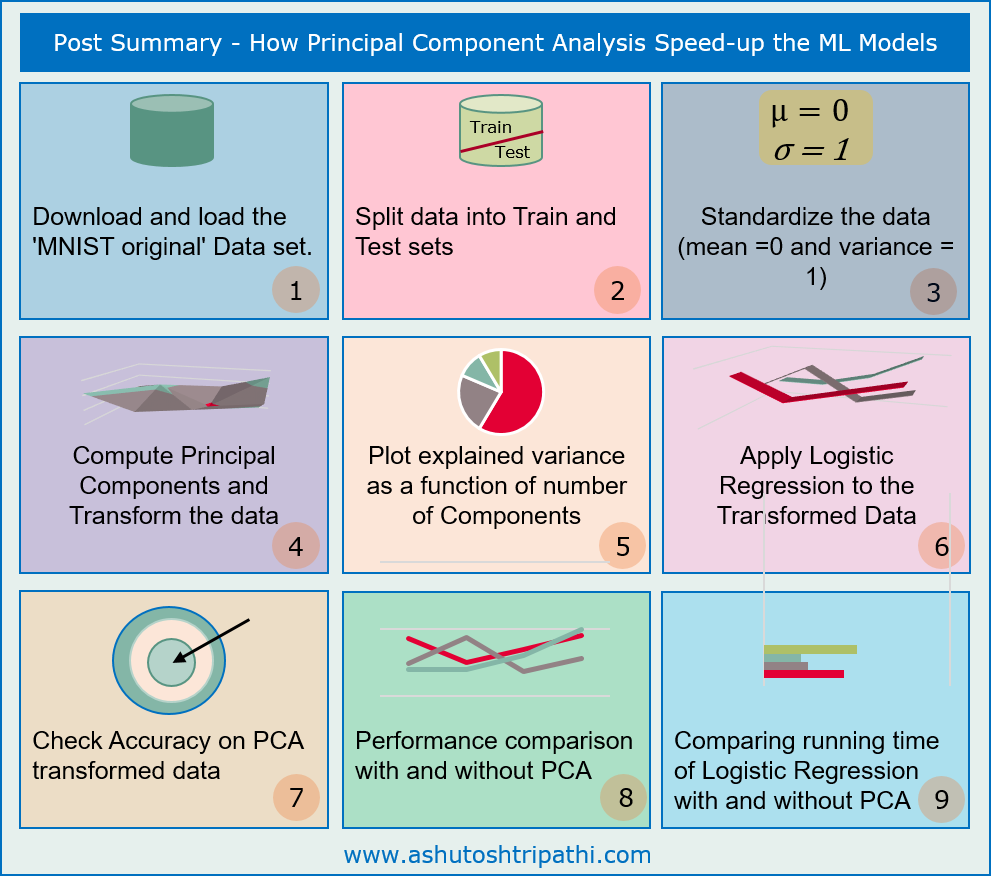 Post Summary - How Principal Component Analysis Speed-up the ML Models
Download and load the
'MNIST original' Data set.
1
Train
Test
Split data into Train and
Test sets
2
μ = 0
σ = 1
Standardize the data
(mean =0 and variance =
1)
3
Compute Principal
Components and
Transform the data
4
Plot explained variance
as a function of number
of Components
5
Apply Logistic
Regression to the
Transformed Data
6
Check Accuracy on PCA
transformed data
7
Performance comparison
with and without PCA
8
Comparing running time
of Logistic Regression
with and without PCA
9
www.ashutoshtripathi.com